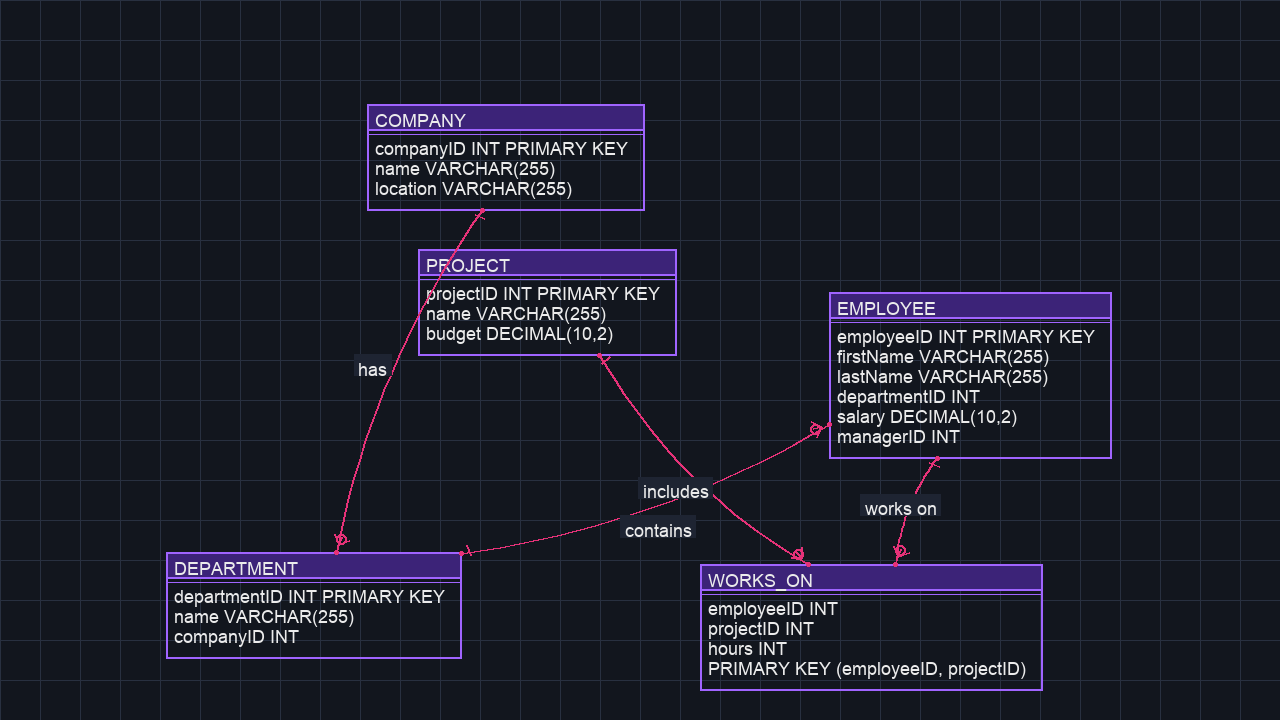 COMPANY
companyID INT PRIMARY KEY
name VARCHAR(255)
location VARCHAR(255)
PROJECT
projectID INT PRIMARY KEY
name VARCHAR(255)
budget DECIMAL(10,2)
EMPLOYEE
employeeID INT PRIMARY KEY
firstName VARCHAR(255)
lastName VARCHAR(255)
departmentID INT
salary DECIMAL(10,2)
managerID INT
has
includes
contains
works on
DEPARTMENT
departmentID INT PRIMARY KEY
name VARCHAR(255)
companyID INT
WORKS_ON
employeeID INT
projectID INT
hours INT
PRIMARY KEY (employeeID, projectID)